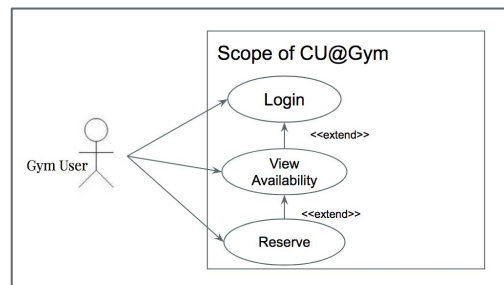 Scope of CU@Gym
Login
<<extend>>
Gym User
View
Availability
<<extend>>
Reserve